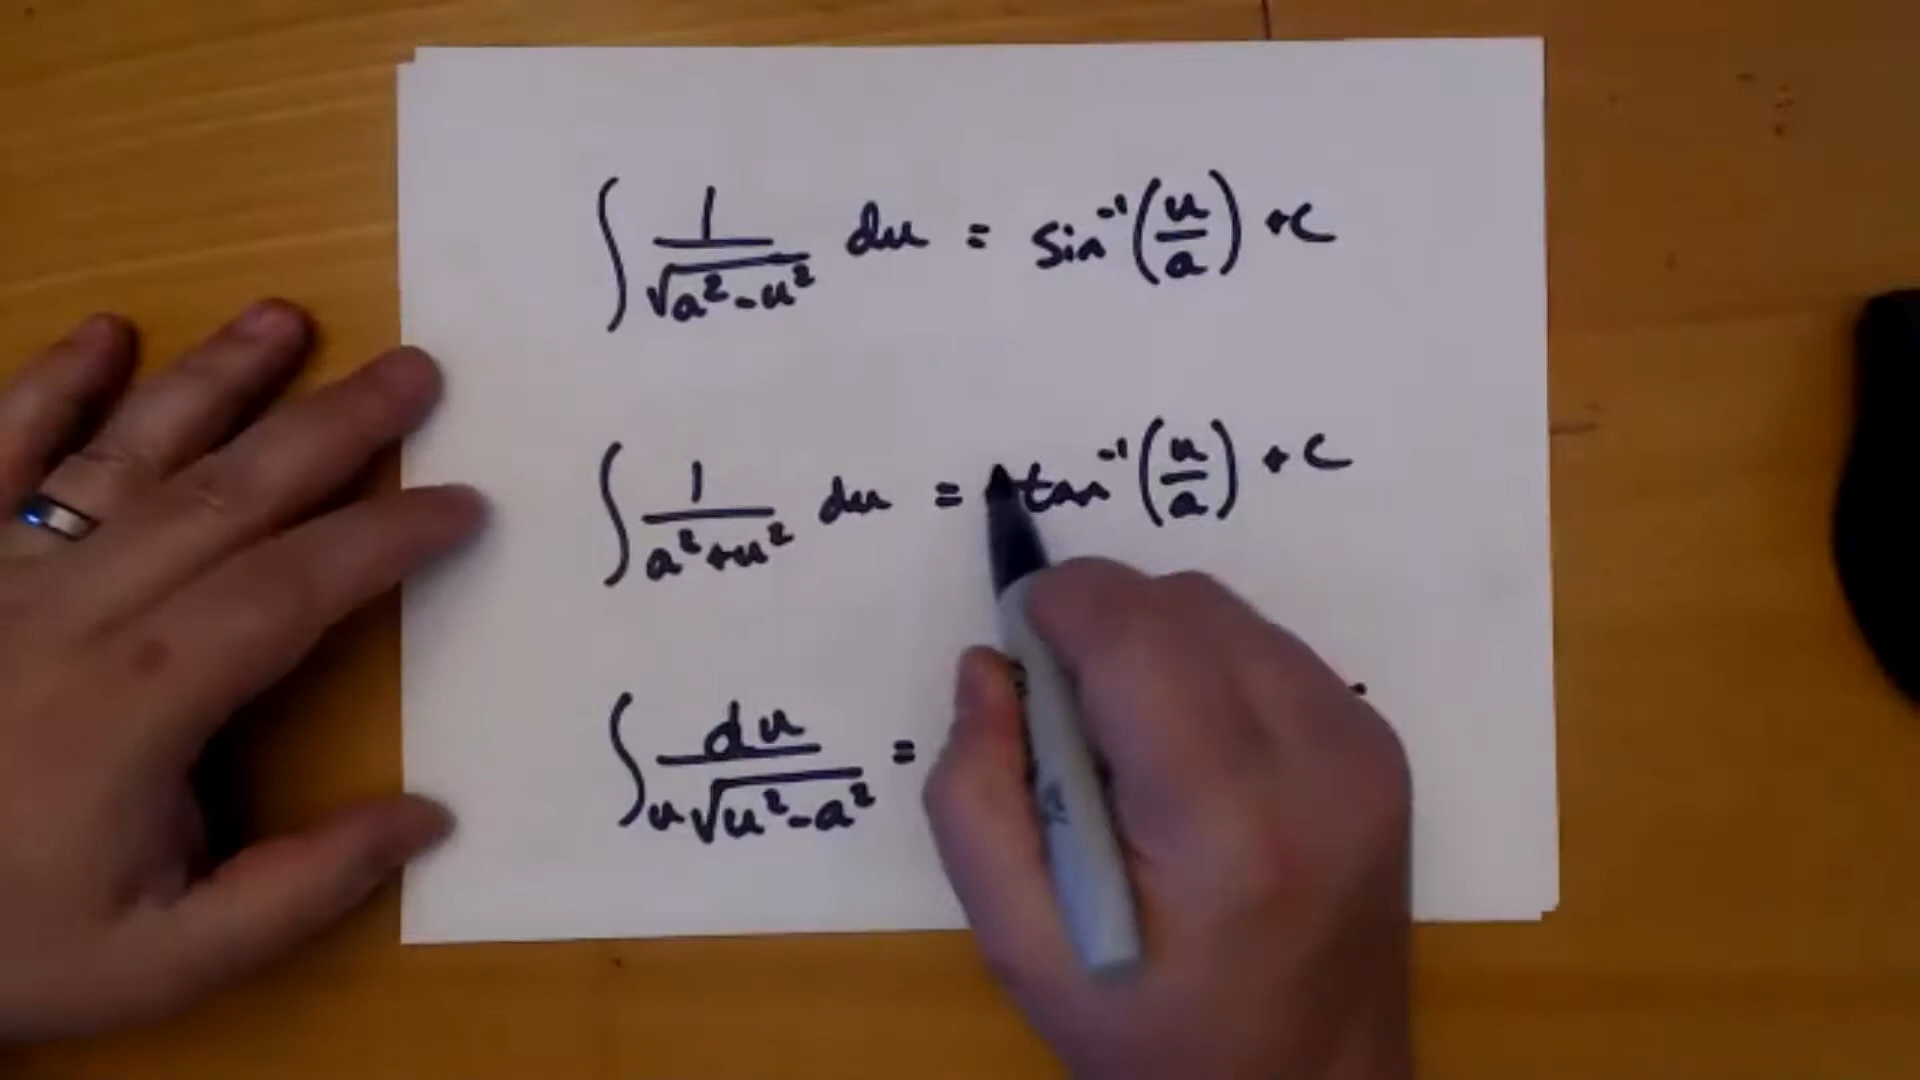 ∫ 1/√(a²-u²) du = sin⁻¹(u/a) + C
∫ 1/(a²+u²) du = tan⁻¹(u/a) + C
∫ du/(u√(u²-a²)) =